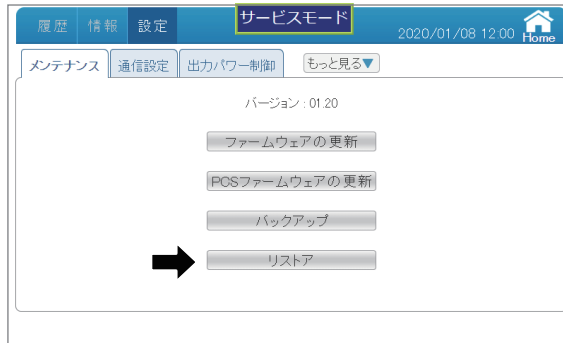 履歴 情報 設定 サービスモード 2020/01/08 12:00 Home
メンテナンス 通信設定 出力パワー制御 もっと見る▼
バージョン : 01.20
ファームウェアの更新
PCSファームウェアの更新
バックアップ
リストア